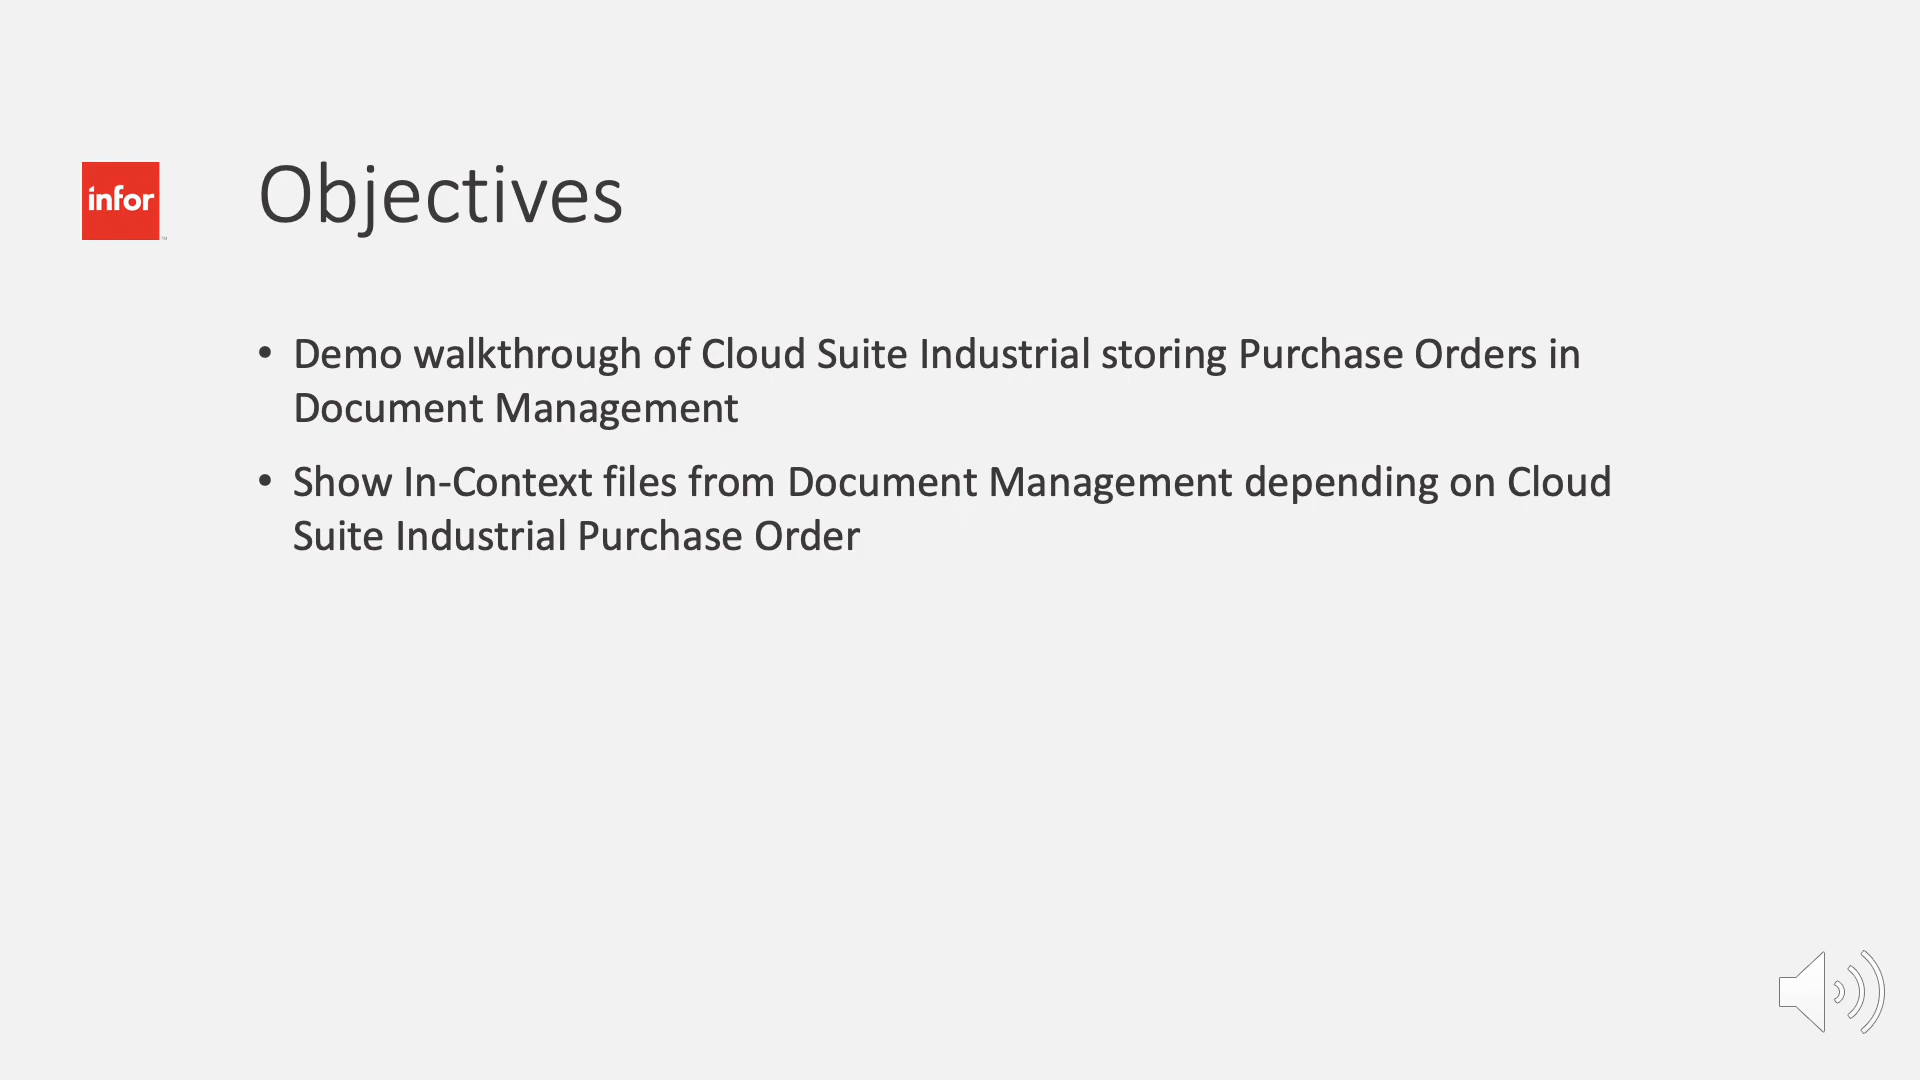 infor
Objectives
• Demo walkthrough of Cloud Suite Industrial storing Purchase Orders in
Document Management
• Show In-Context files from Document Management depending on Cloud
Suite Industrial Purchase Order